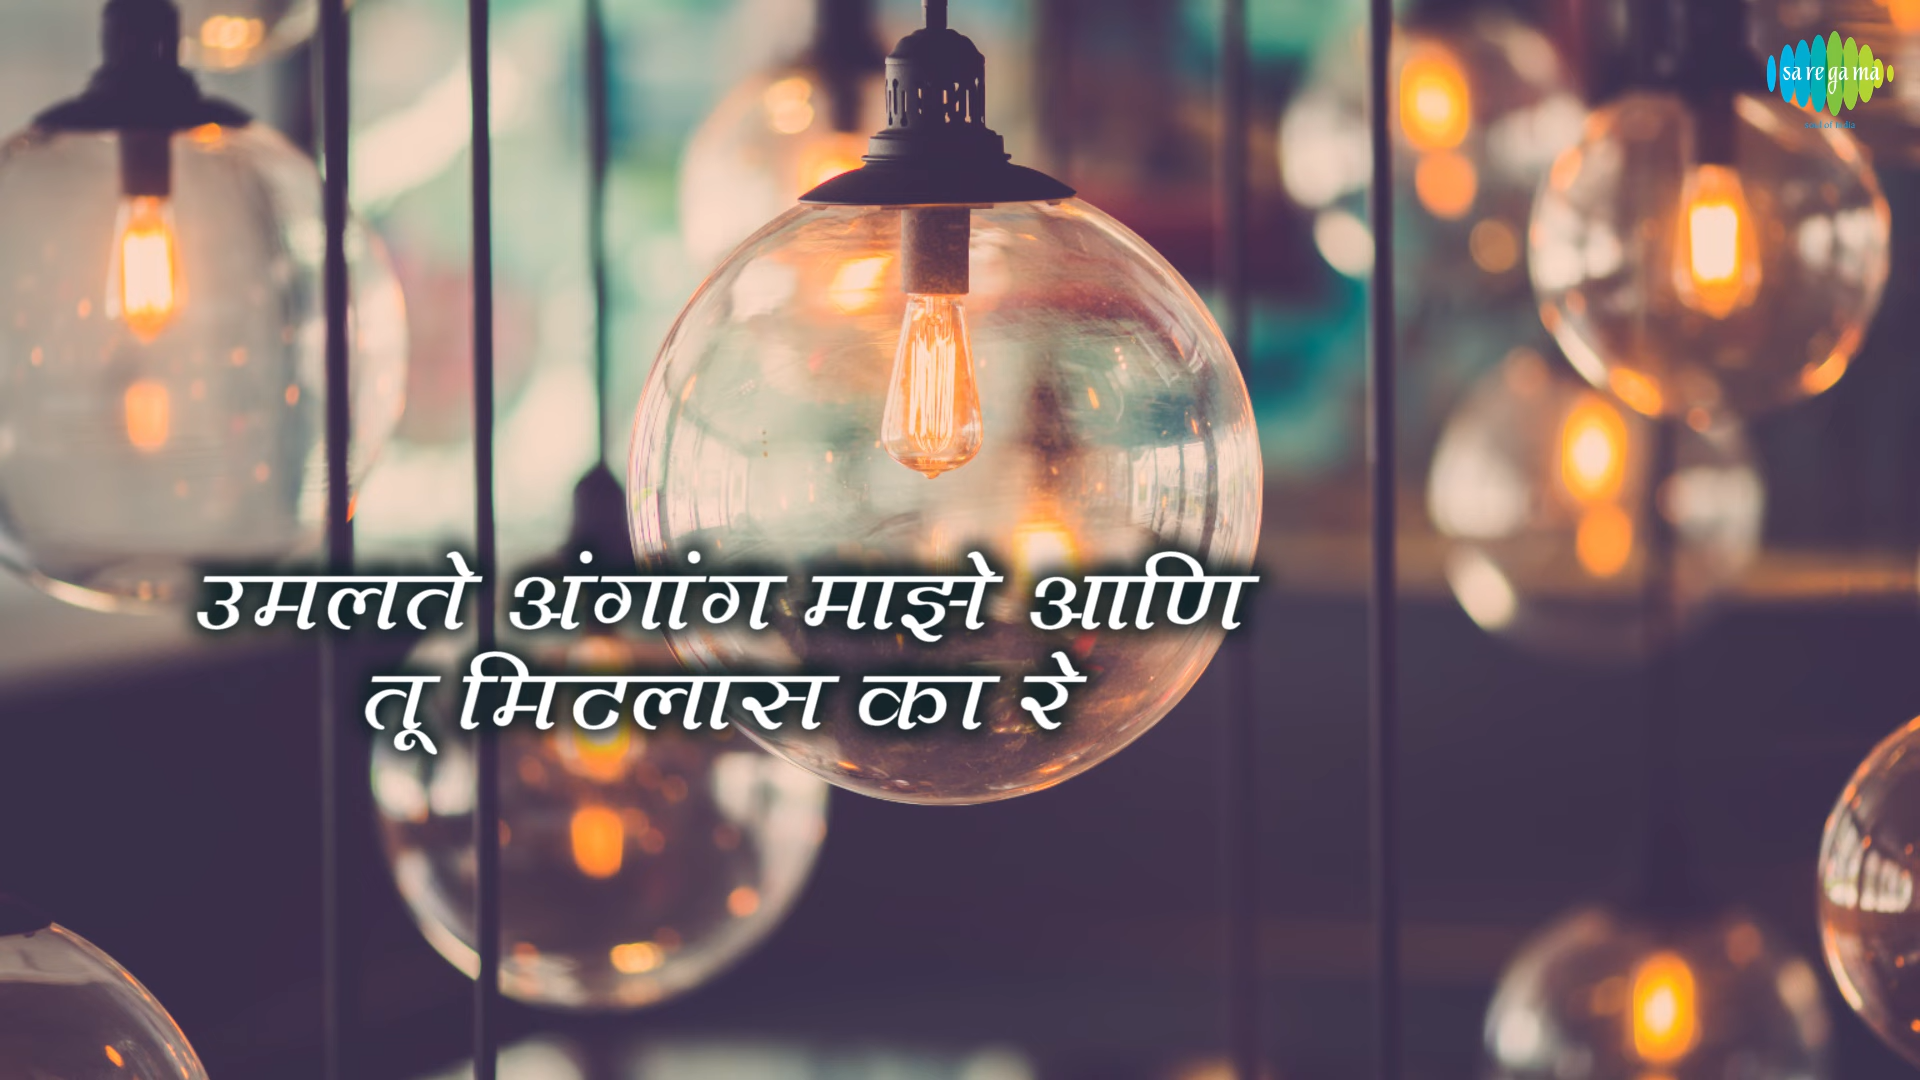 sa re ga ma
उमलते अंगांग माझे आणि
तू मिटलास का रे